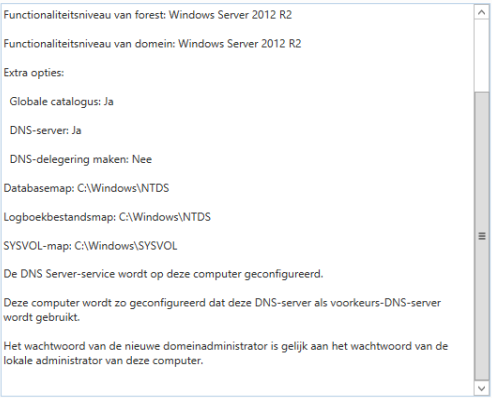 Functionaliteitsniveau van forest: Windows Server 2012 R2
Functionaliteitsniveau van domein: Windows Server 2012 R2
Extra opties:
Globale catalogus: Ja
DNS-server: Ja
DNS-delegering maken: Nee
Databasemap: C:\Windows\NTDS
Logboekbestandsmap: C:\Windows\NTDS
SYSVOL-map: C:\Windows\SYSVOL
De DNS Server-service wordt op deze computer geconfigureerd.
Deze computer wordt zo geconfigureerd dat deze DNS-server als voorkeurs-DNS-server
wordt gebruikt.
Het wachtwoord van de nieuwe domeinadministrator is gelijk aan het wachtwoord van de
lokale administrator van deze computer.